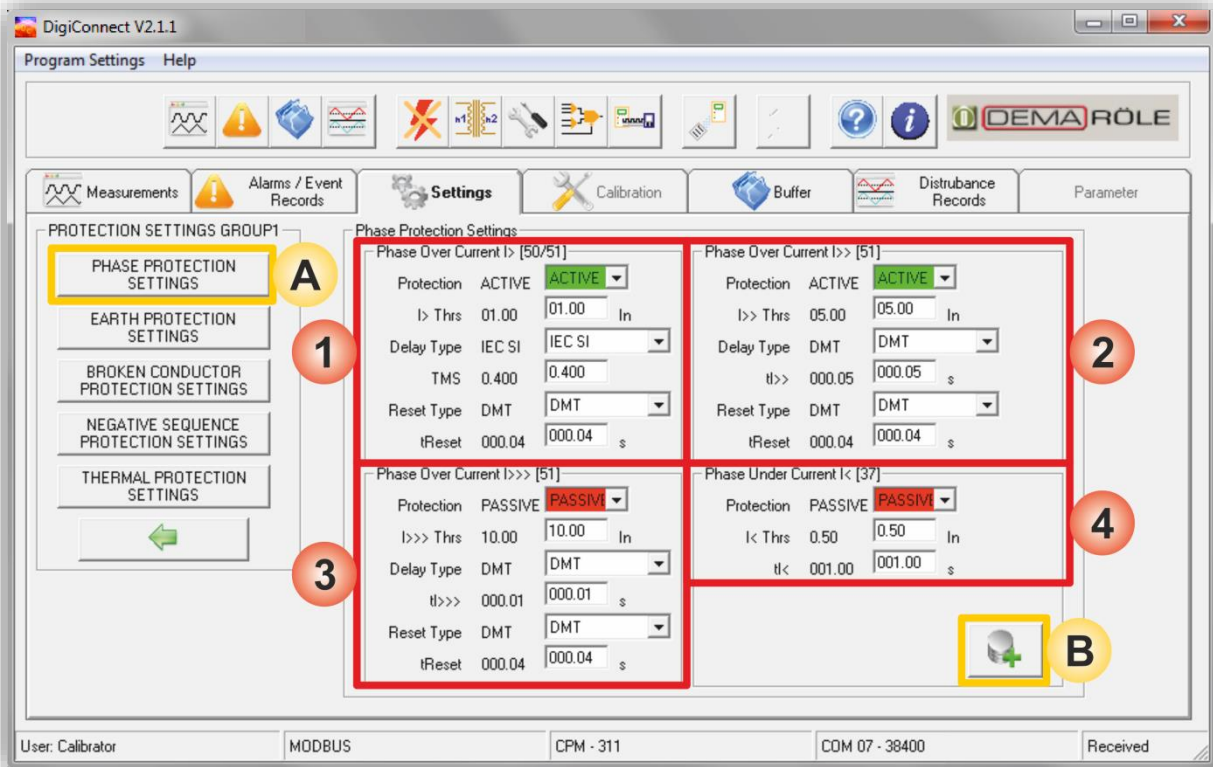 DigiConnect V2.1.1
Program Settings Help
n1 n2
DEMA RÖLE
Measurements
Alarms / Event
Records
Settings
Calibration
Buffer
Distrubance
Records
Parameter
PROTECTION SETTINGS GROUP1
PHASE PROTECTION
SETTINGS
A
EARTH PROTECTION
SETTINGS
BROKEN CONDUCTOR
PROTECTION SETTINGS
NEGATIVE SEQUENCE
PROTECTION SETTINGS
THERMAL PROTECTION
SETTINGS
Phase Protection Settings
1
Phase Over Current I> [50/51]
Protection ACTIVE ACTIVE
I> Thrs 01.00 01.00 In
Delay Type IEC SI IEC SI
TMS 0.400 0.400
Reset Type DMT DMT
tReset 000.04 000.04 s
2
Phase Over Current I>> [51]
Protection ACTIVE ACTIVE
I>> Thrs 05.00 05.00 In
Delay Type DMT DMT
tI>> 000.05 000.05 s
Reset Type DMT DMT
tReset 000.04 000.04 s
3
Phase Over Current I>>> [51]
Protection PASSIVE PASSIVE
I>>> Thrs 10.00 10.00 In
Delay Type DMT DMT
tI>>> 000.01 000.01 s
Reset Type DMT DMT
tReset 000.04 000.04 s
4
Phase Under Current I< [37]
Protection PASSIVE PASSIVE
I< Thrs 0.50 0.50 In
tI< 001.00 001.00 s
B
User: Calibrator
MODBUS
CPM - 311
COM 07 - 38400
Received